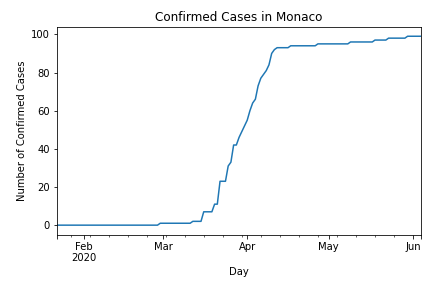 Confirmed Cases in Monaco
Number of Confirmed Cases
100
80
60
40
20
0
Feb Mar Apr May Jun
2020
Day